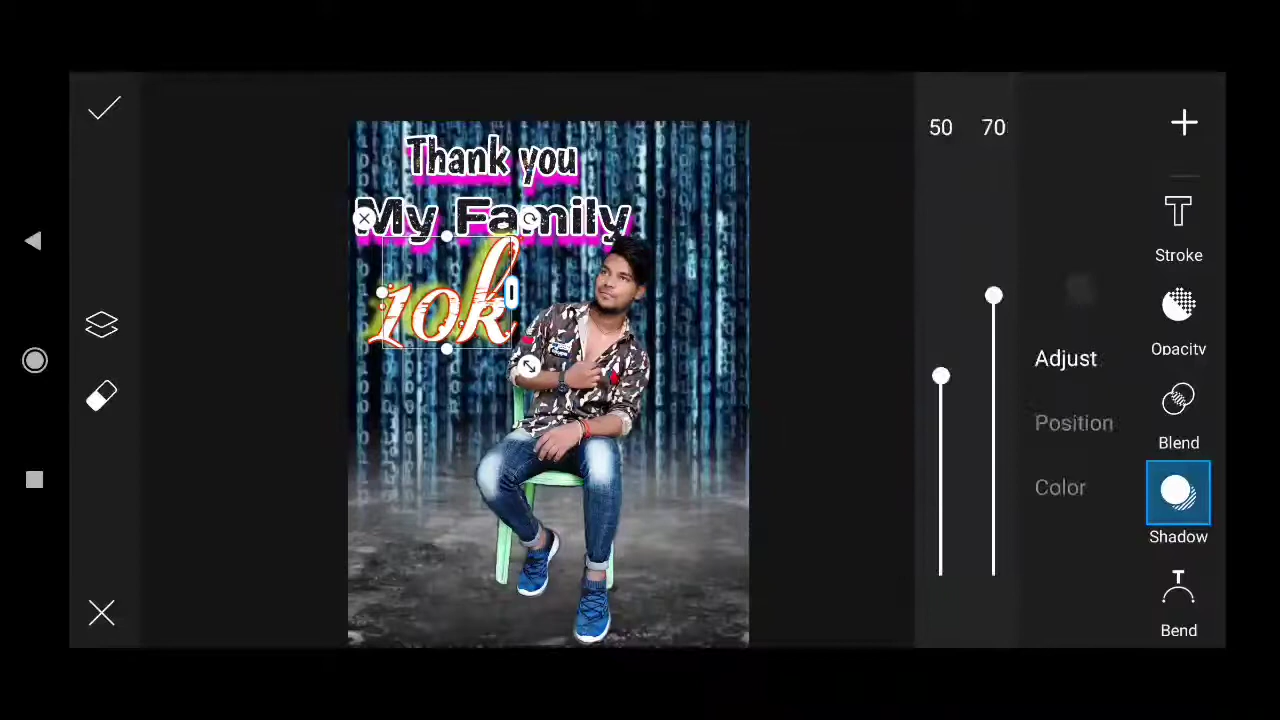 50 70
Thank you
My Family
10k
Stroke
Opacity
Adjust
Position
Blend
Color
Shadow
T
Bend